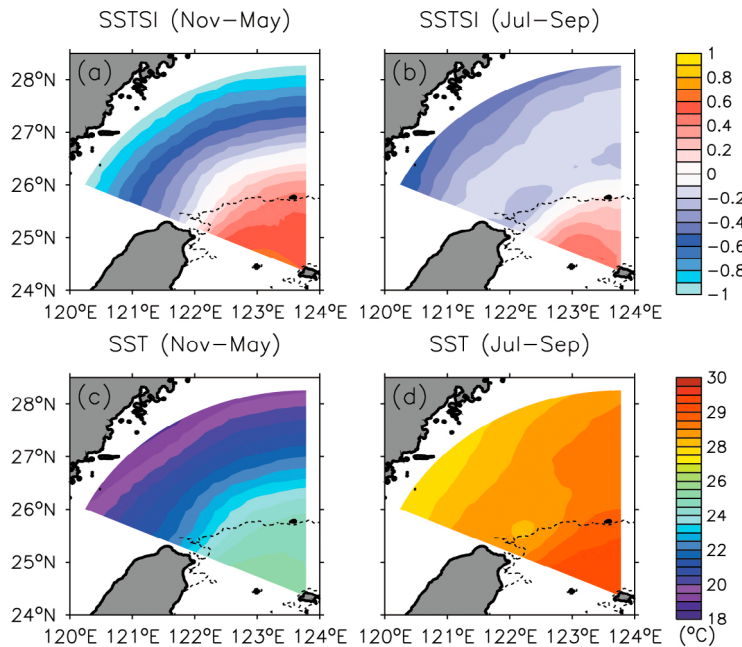 SSTSI (Nov-May) SSTSI (Jul-Sep)
(a) (b)
28°N
27°N
26°N
25°N
24°N
120°E 121°E 122°E 123°E 124°E
120°E 121°E 122°E 123°E 124°E
1
0.8
0.6
0.4
0.2
0
-0.2
-0.4
-0.6
-0.8
-1
SST (Nov-May) SST (Jul-Sep)
(c) (d)
28°N
27°N
26°N
25°N
24°N
120°E 121°E 122°E 123°E 124°E
120°E 121°E 122°E 123°E 124°E
30
29
28
26
24
22
20
19
18
(°C)